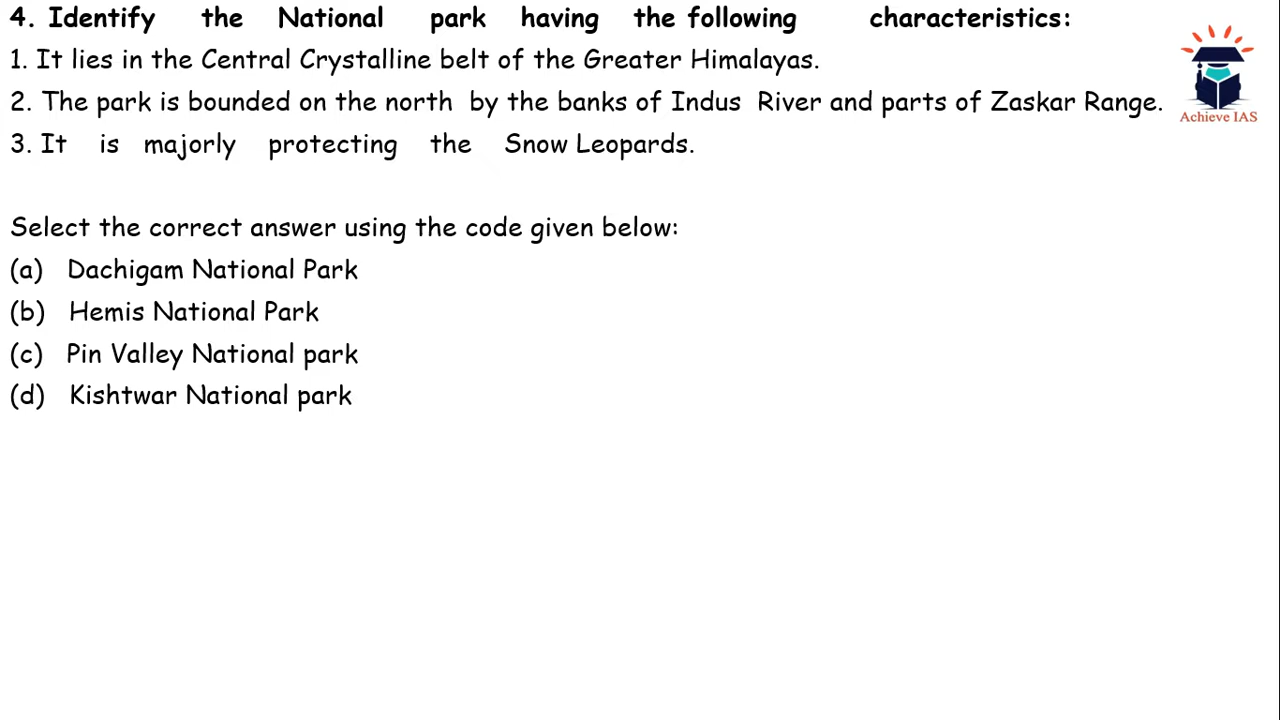 4. Identify the National park having the following characteristics:
1. It lies in the Central Crystalline belt of the Greater Himalayas.
2. The park is bounded on the north by the banks of Indus River and parts of Zaskar Range.
3. It is majorly protecting the Snow Leopards.
Achieve IAS
Select the correct answer using the code given below:
(a) Dachigam National Park
(b) Hemis National Park
(c) Pin Valley National park
(d) Kishtwar National park